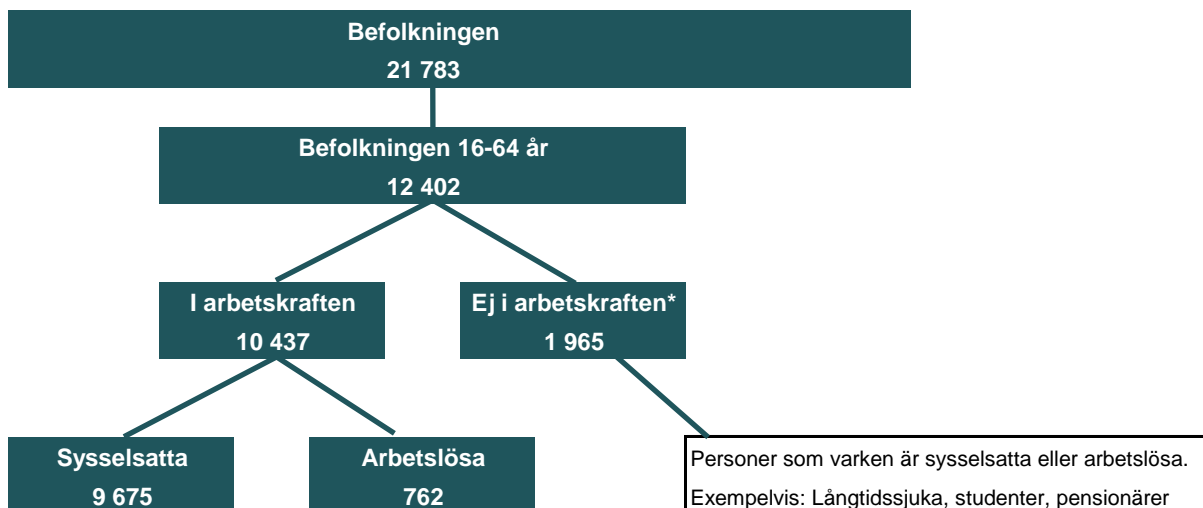 Befolkningen
21 783
Befolkningen 16-64 år
12 402
I arbetskraften
10 437
Ej i arbetskraften*
1 965
Sysselsatta
9 675
Arbetslösa
762
Personer som varken är sysselsatta eller arbetslösa.
Exempelvis: Långtidssjuka, studenter, pensionärer